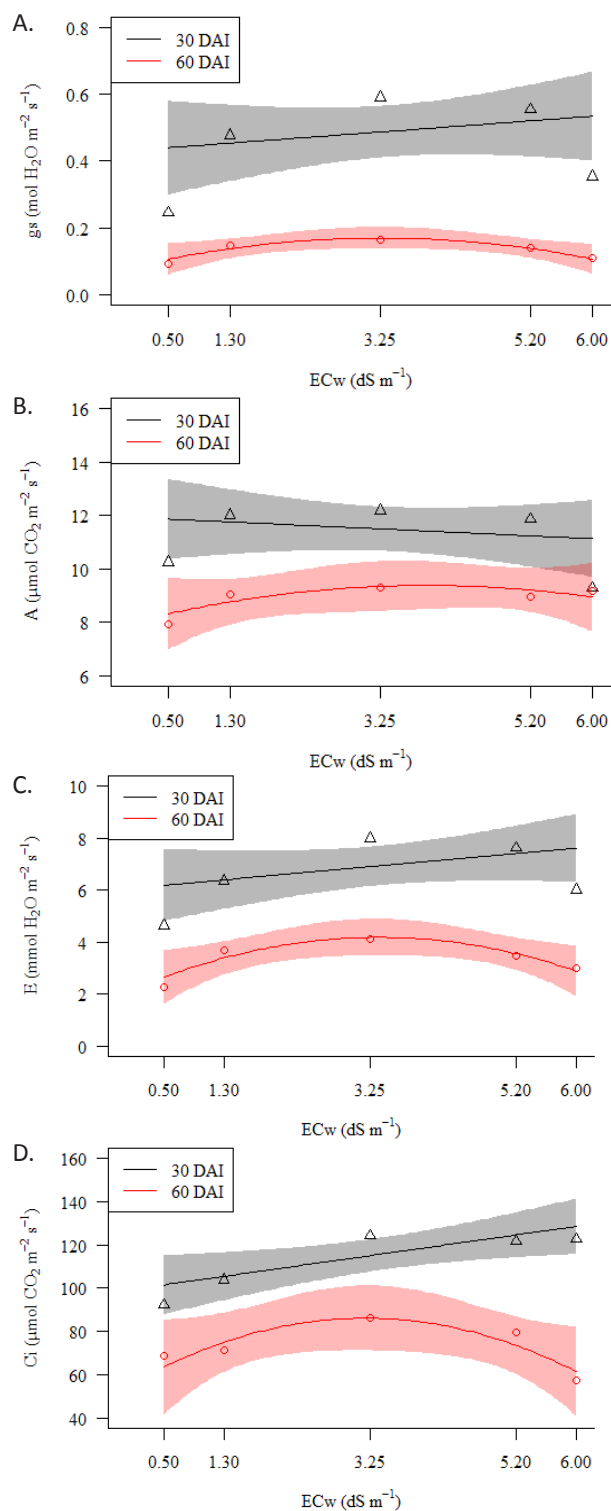 A.
30 DAI
60 DAI
gs (mol H₂O m⁻² s⁻¹)
0.8
0.6
0.4
0.2
0.0
0.50 1.30 3.25 5.20 6.00
ECw (dS m⁻¹)
B.
30 DAI
60 DAI
A (μmol CO₂ m⁻² s⁻¹)
16
14
12
10
8
6
0.50 1.30 3.25 5.20 6.00
ECw (dS m⁻¹)
C.
30 DAI
60 DAI
E (mmol H₂O m⁻² s⁻¹)
10
8
6
4
2
0
0.50 1.30 3.25 5.20 6.00
ECw (dS m⁻¹)
D.
30 DAI
60 DAI
Ci (μmol CO₂ m⁻² s⁻¹)
160
140
120
100
80
60
40
0.50 1.30 3.25 5.20 6.00
ECw (dS m⁻¹)